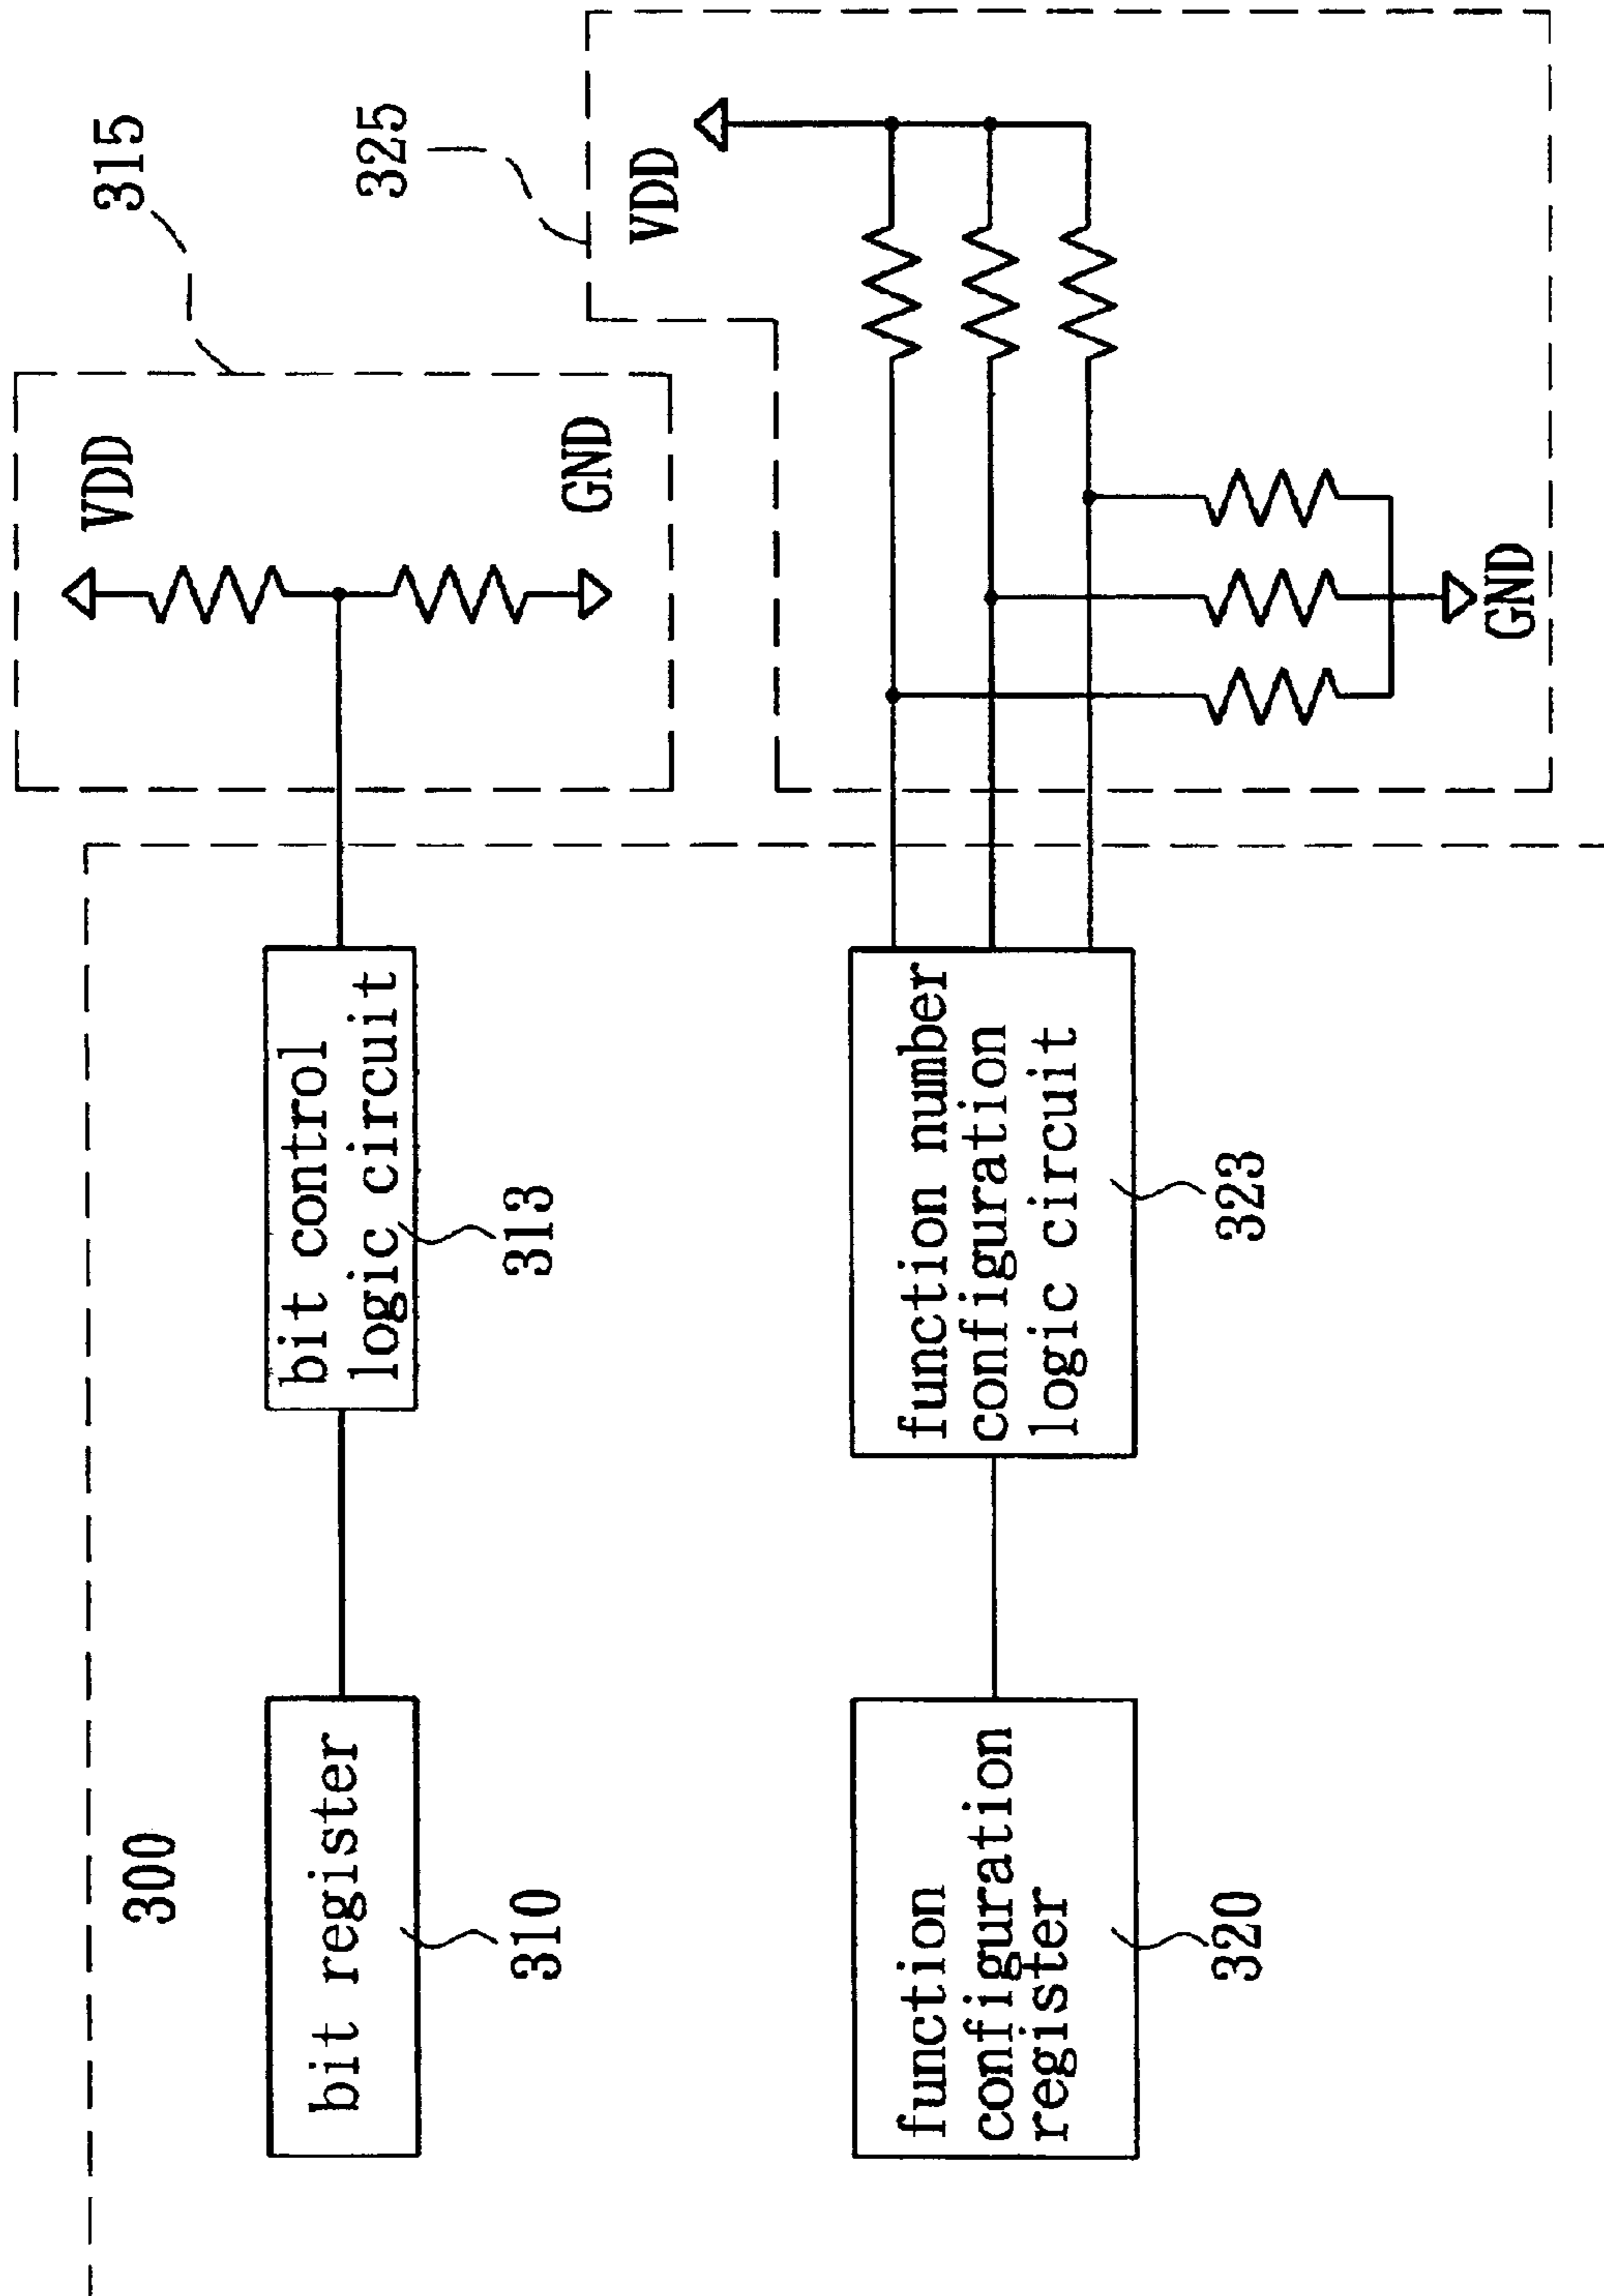 300
bit register
310
bit control
logic circuit
313
315
VDD
GND
function
configuration
register
320
function number
configuration
logic circuit
323
325
VDD
GND